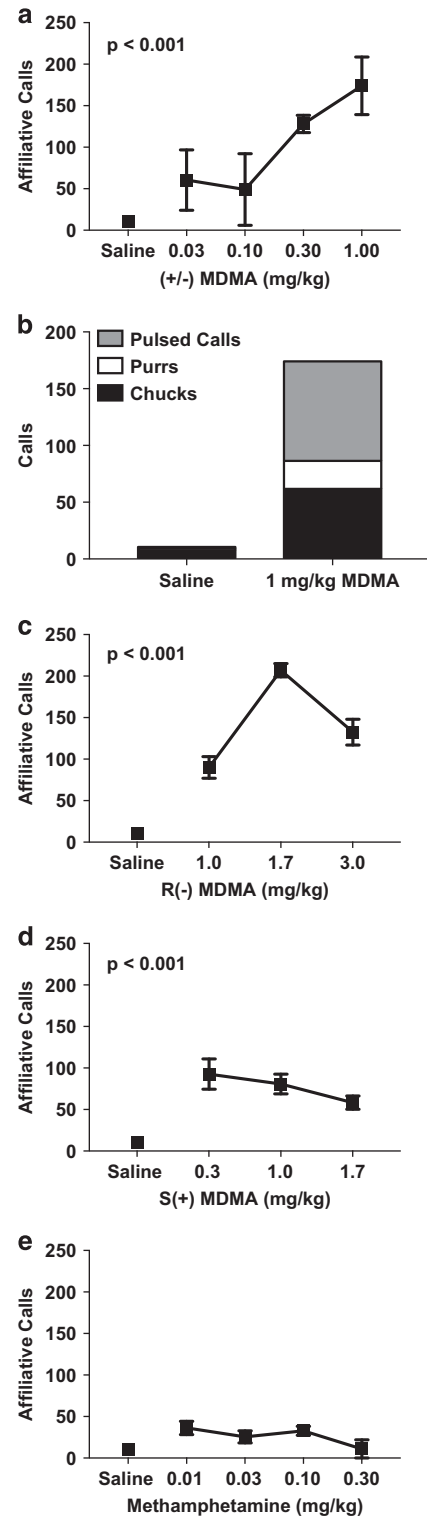 a
250
200
150
100
50
0
p < 0.001
Affiliative Calls
Saline 0.03 0.10 0.30 1.00
(+/-) MDMA (mg/kg)
b
200
150
100
50
0
Pulsed Calls
Purrs
Chucks
Calls
Saline 1 mg/kg MDMA
c
250
200
150
100
50
0
p < 0.001
Affiliative Calls
Saline 1.0 1.7 3.0
R(-) MDMA (mg/kg)
d
250
200
150
100
50
0
p < 0.001
Affiliative Calls
Saline 0.3 1.0 1.7
S(+) MDMA (mg/kg)
e
250
200
150
100
50
0
Affiliative Calls
Saline 0.01 0.03 0.10 0.30
Methamphetamine (mg/kg)